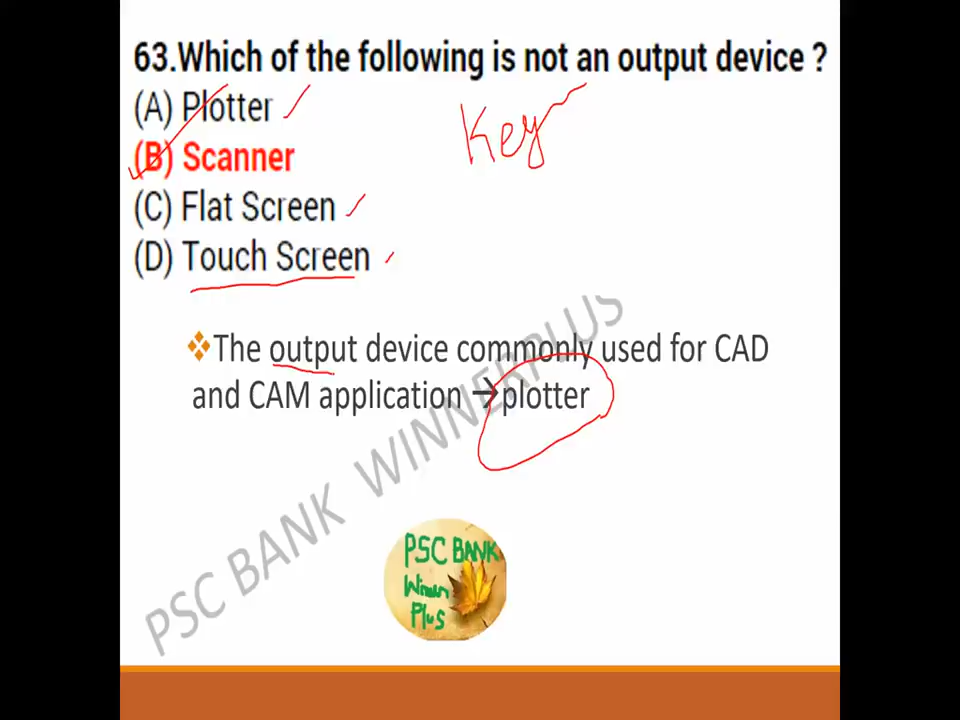 63.Which of the following is not an output device ?
(A) Plotter
Key
(B) Scanner
(C) Flat Screen
(D) Touch Screen
The output device commonly used for CAD
and CAM application →plotter
PSC BANK WINNERPLUS
PSC BANK
Winner
Plus